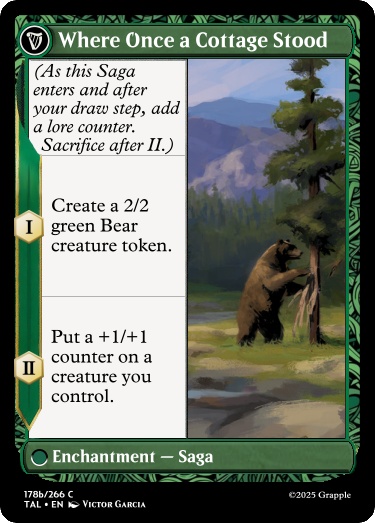 Where Once a Cottage Stood
(As this Saga
enters and after
your draw step, add
a lore counter.
Sacrifice after II.)
I
Create a 2/2
green Bear
creature token.
II
Put a +1/+1
counter on a
creature you
control.
Enchantment — Saga
178b/266 C
TAL • EN Victor Garcia
©2025 Grapple